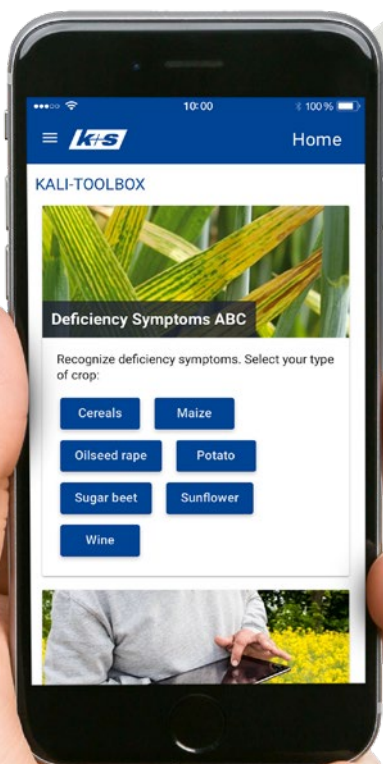 10:00
100 %
K+S
Home
KALI-TOOLBOX
Deficiency Symptoms ABC
Recognize deficiency symptoms. Select your type
of crop:
Cereals
Maize
Oilseed rape
Potato
Sugar beet
Sunflower
Wine